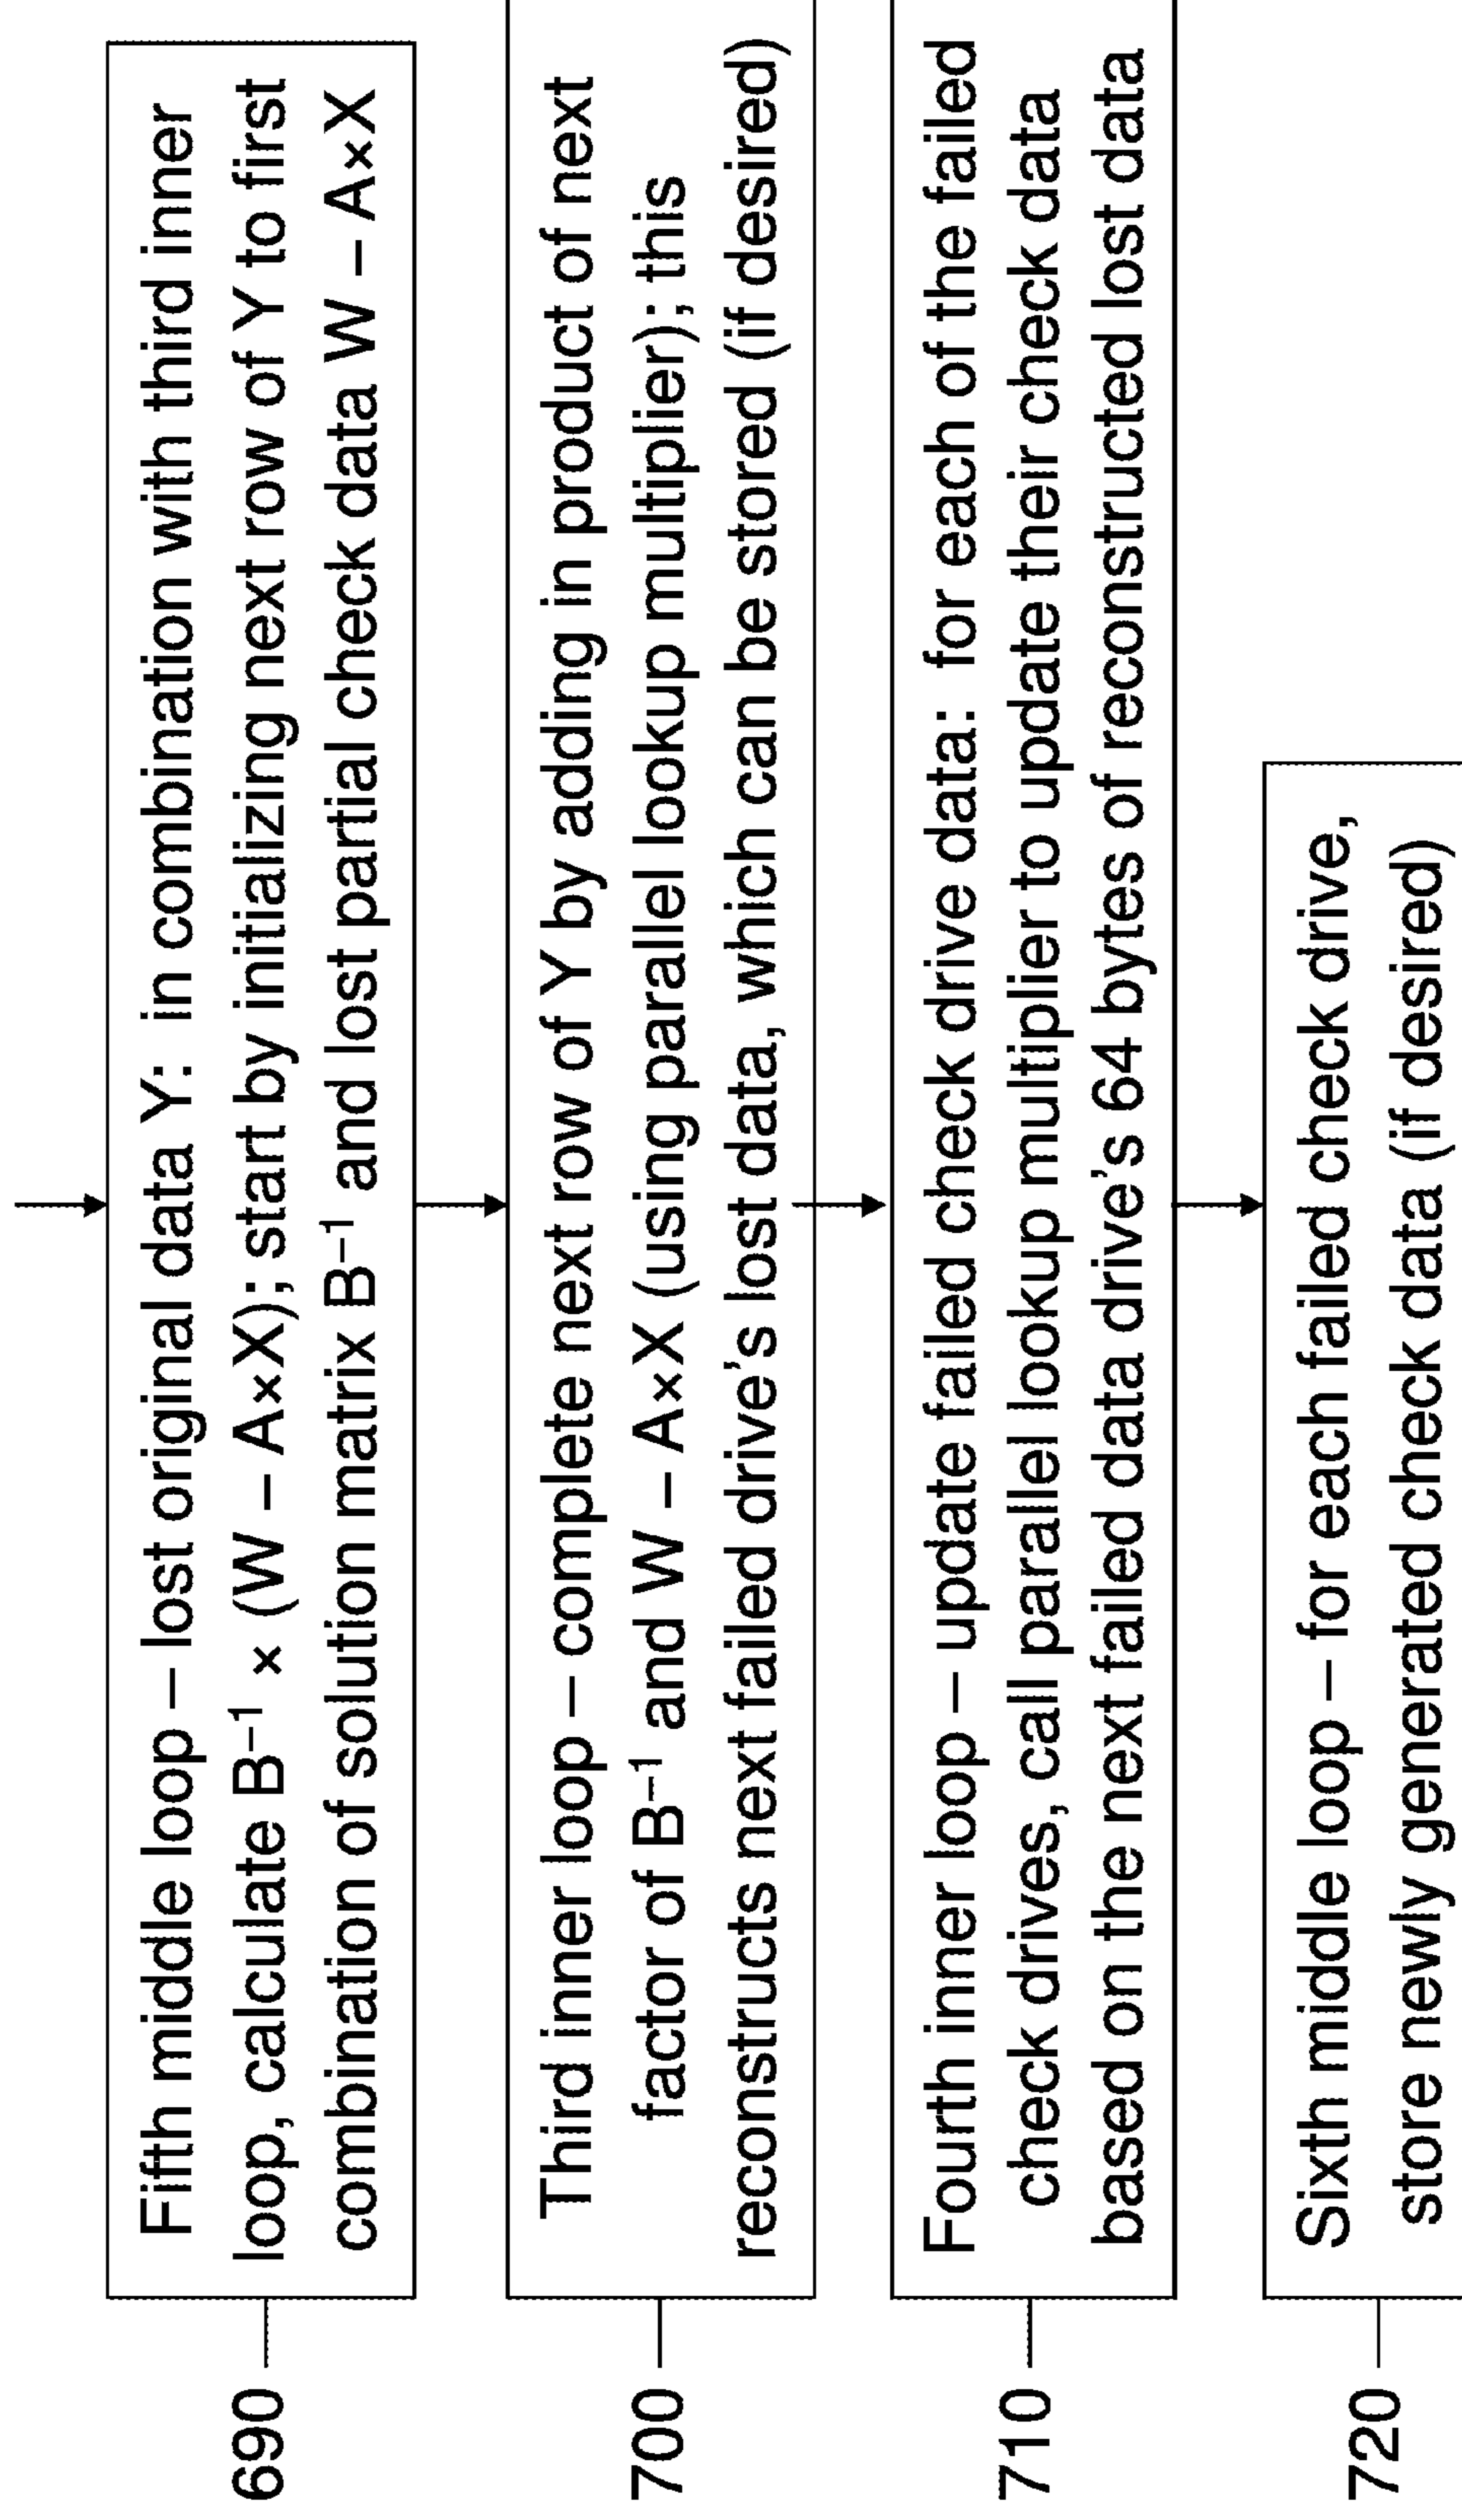 690
Fifth middle loop – lost original data Y: in combination with third inner
loop, calculate B⁻¹ × (W – A×X); start by initializing next row of Y to first
combination of solution matrix B⁻¹ and lost partial check data W – A×X
700
Third inner loop – complete next row of Y by adding in product of next
factor of B⁻¹ and W – A×X (using parallel lookup multiplier); this
reconstructs next failed drive's lost data, which can be stored (if desired)
710
Fourth inner loop – update failed check drive data: for each of the failed
check drives, call parallel lookup multiplier to update their check data
based on the next failed data drive's 64 bytes of reconstructed lost data
720
Sixth middle loop – for each failed check drive,
store newly generated check data (if desired)